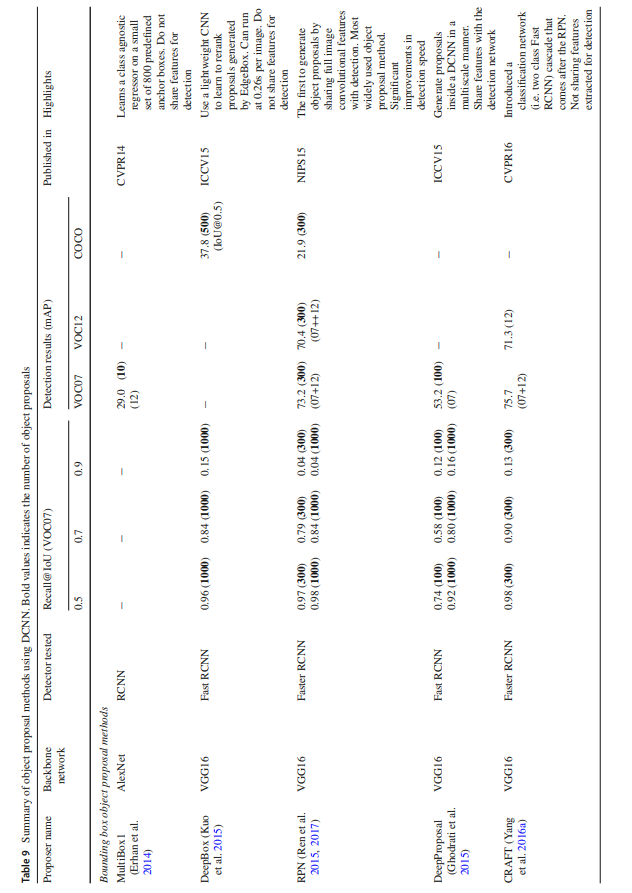 Table 9 Summary of object proposal methods using DCNN. Bold values indicates the number of object proposals
Proposer name Backbone network Detector tested Recall@IoU (VOC07) Detection results (mAP) Published in Highlights
0.5 0.7 0.9 VOC07 VOC12 COCO
Bounding box object proposal methods
MultiBox1 AlexNet RCNN – – – 29.0 (10) – – CVPR14 Learns a class agnostic
(Erhan et al. (12) regressor on a small
2014) set of 800 predefined
anchor boxes. Do not
share features for
detection
DeepBox (Kuo VGG16 Fast RCNN 0.96 (1000) 0.84 (1000) 0.15 (1000) – – 37.8 (500) ICCV15 Use a lightweight CNN
et al. 2015) (IoU@0.5) to learn to rerank
proposals generated
by EdgeBox. Can run
at 0.26s per image. Do
not share features for
detection
RPN (Ren et al. VGG16 Faster RCNN 0.97 (300) 0.79 (300) 0.04 (300) 73.2 (300) 70.4 (300) 21.9 (300) NIPS15 The first to generate
2015, 2017) 0.98 (1000) 0.84 (1000) 0.04 (1000) (07+12) (07++12) object proposals by
sharing full image
convolutional features
with detection. Most
widely used object
proposal method.
Significant
improvements in
detection speed
DeepProposal VGG16 Fast RCNN 0.74 (100) 0.58 (100) 0.12 (100) 53.2 (100) – – ICCV15 Generate proposals
(Ghodrati et al. 0.92 (1000) 0.80 (1000) 0.16 (1000) (07) inside a DCNN in a
2015) multiscale manner.
Share features with the
detection network
CRAFT (Yang VGG16 Faster RCNN 0.98 (300) 0.90 (300) 0.13 (300) 75.7 71.3 (12) – CVPR16 Introduced a
et al. 2016a) (07+12) classification network
(i.e. two class Fast
RCNN) cascade that
comes after the RPN.
Not sharing features
extracted for detection